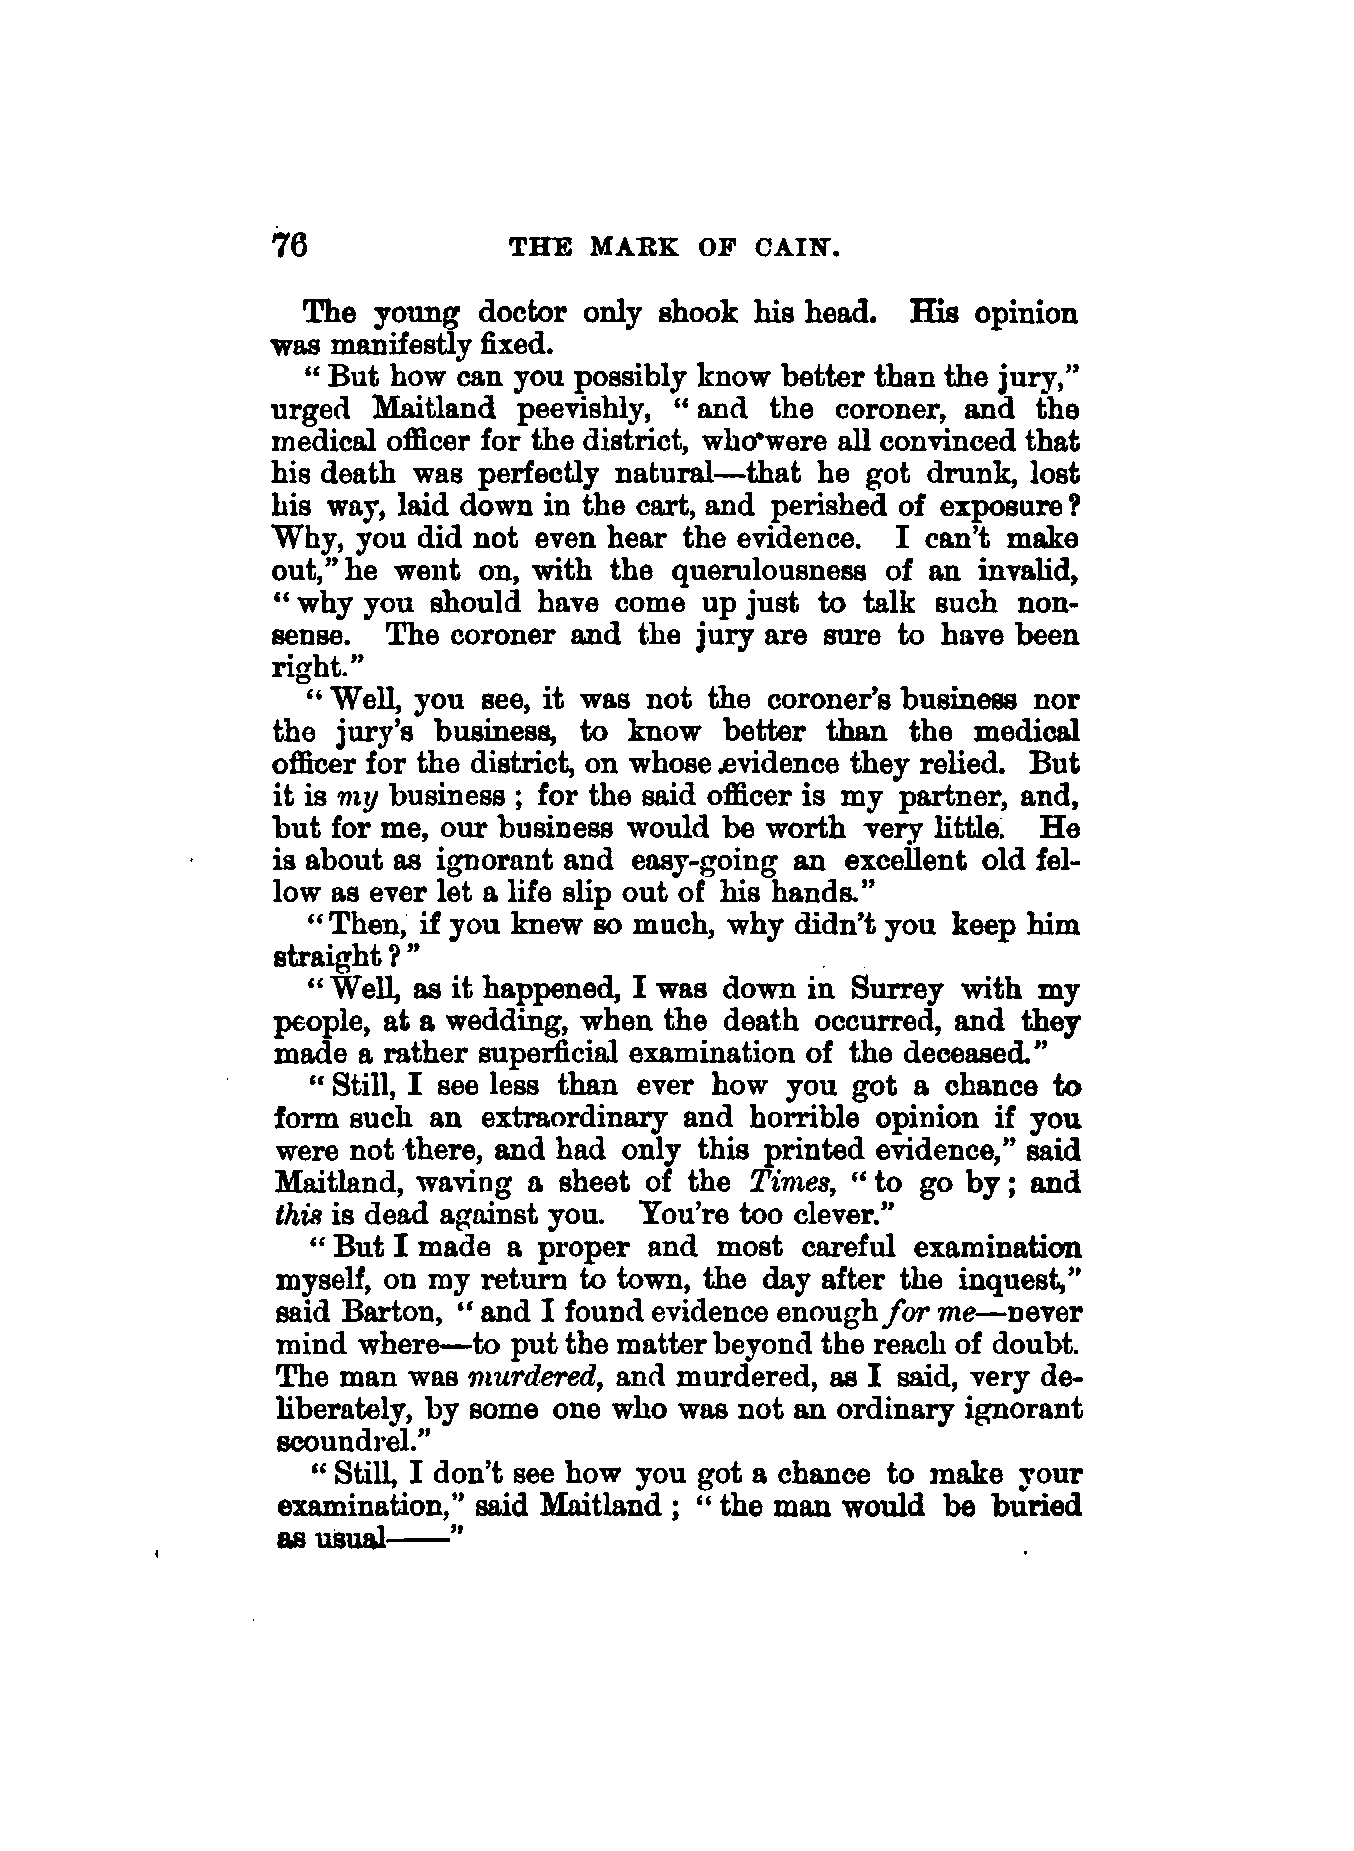 76 THE MARK OF CAIN.
The young doctor only shook his head. His opinion
was manifestly fixed.
“But how can you possibly know better than the jury,”
urged Maitland peevishly, “and the coroner, and the
medical officer for the district, who were all convinced that
his death was perfectly natural—that he got drunk, lost
his way, laid down in the cart, and perished of exposure?
Why, you did not even hear the evidence. I can’t make
out,” he went on, with the querulousness of an invalid,
“why you should have come up just to talk such non-
sense. The coroner and the jury are sure to have been
right.”
“Well, you see, it was not the coroner’s business nor
the jury’s business, to know better than the medical
officer for the district, on whose evidence they relied. But
it is my business; for the said officer is my partner, and,
but for me, our business would be worth very little. He
is about as ignorant and easy-going an excellent old fel-
low as ever let a life slip out of his hands.”
“Then, if you knew so much, why didn’t you keep him
straight?”
“Well, as it happened, I was down in Surrey with my
people, at a wedding, when the death occurred, and they
made a rather superficial examination of the deceased.”
“Still, I see less than ever how you got a chance to
form such an extraordinary and horrible opinion if you
were not there, and had only this printed evidence,” said
Maitland, waving a sheet of the Times, “to go by; and
this is dead against you. You’re too clever.”
“But I made a proper and most careful examination
myself, on my return to town, the day after the inquest,”
said Barton, “and I found evidence enough for me—never
mind where—to put the matter beyond the reach of doubt.
The man was murdered, and murdered, as I said, very de-
liberately, by some one who was not an ordinary ignorant
scoundrel.”
“Still, I don’t see how you got a chance to make your
examination,” said Maitland; “the man would be buried
as usual——”